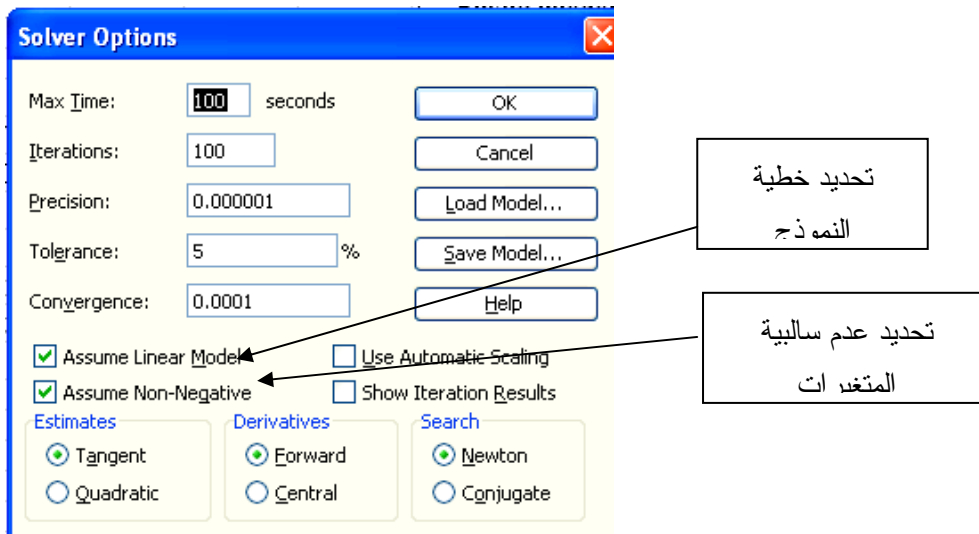 Solver Options
Max Time: 100 seconds OK
Iterations: 100 Cancel
Precision: 0.000001 Load Model...
Tolerance: 5 % Save Model...
Convergence: 0.0001 Help
Assume Linear Model Use Automatic Scaling
Assume Non-Negative Show Iteration Results
Estimates Derivatives Search
Tangent Forward Newton
Quadratic Central Conjugate
تحديد خطية
النموذج
تحديد عدم سالبية
المتغيرات